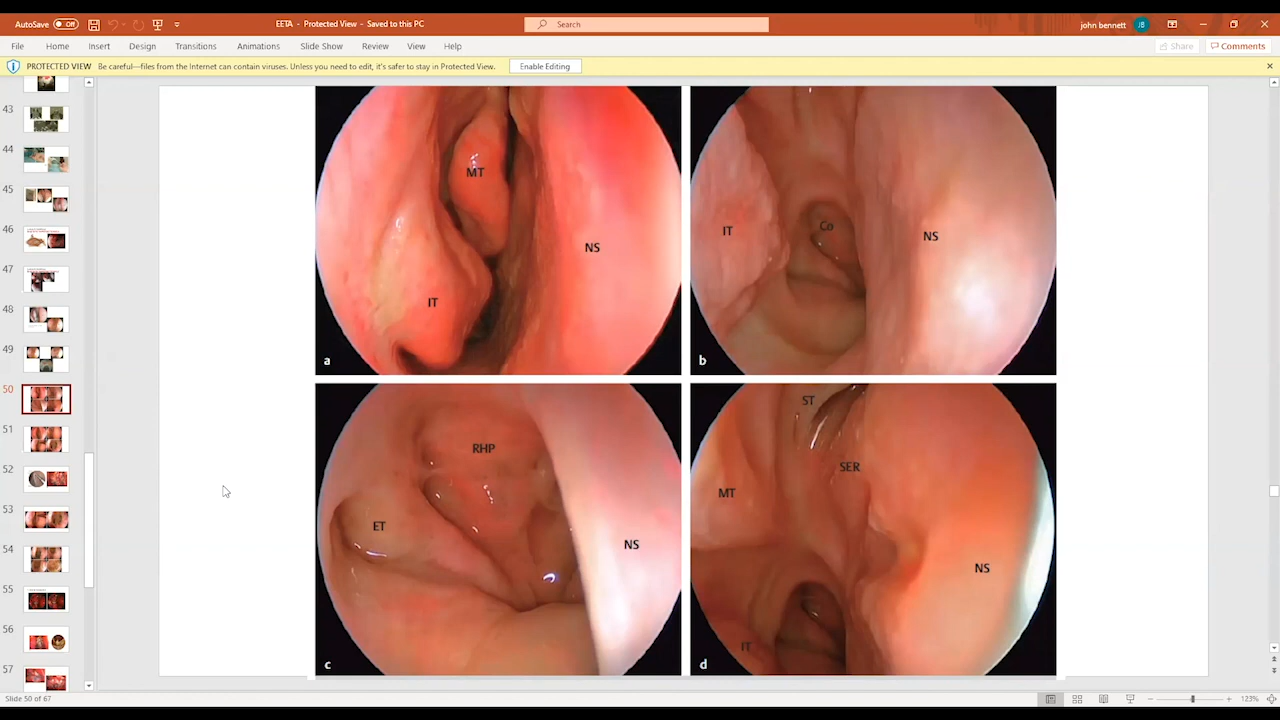 AutoSave Off
EETA - Protected View - Saved to this PC
Search
john bennett
JB
File Home Insert Design Transitions Animations Slide Show Review View Help
Share
Comments
PROTECTED VIEW Be careful—files from the Internet can contain viruses. Unless you need to edit, it's safer to stay in Protected View.
Enable Editing
43
44
45
46
47
48
49
50
51
52
53
54
55
56
57
MT
NS
IT
a
IT
Co
NS
b
RHP
ET
NS
c
ST
SER
MT
NS
IT
d
Slide 50 of 67
123%